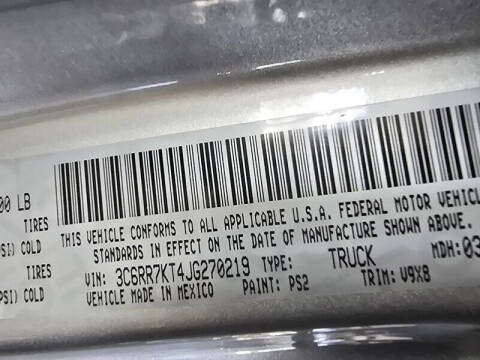 00 LB
TIRES
PSI) COLD
TIRES
PSI) COLD
THIS VEHICLE CONFORMS TO ALL APPLICABLE U.S.A. FEDERAL MOTOR VEHICL
STANDARDS IN EFFECT ON THE DATE OF MANUFACTURE SHOWN ABOVE.
VIN: 3C6RR7KT4JG270219 TYPE: TRUCK MDH: 03
VEHICLE MADE IN MEXICO PAINT: PS2 TRIM: V9X8